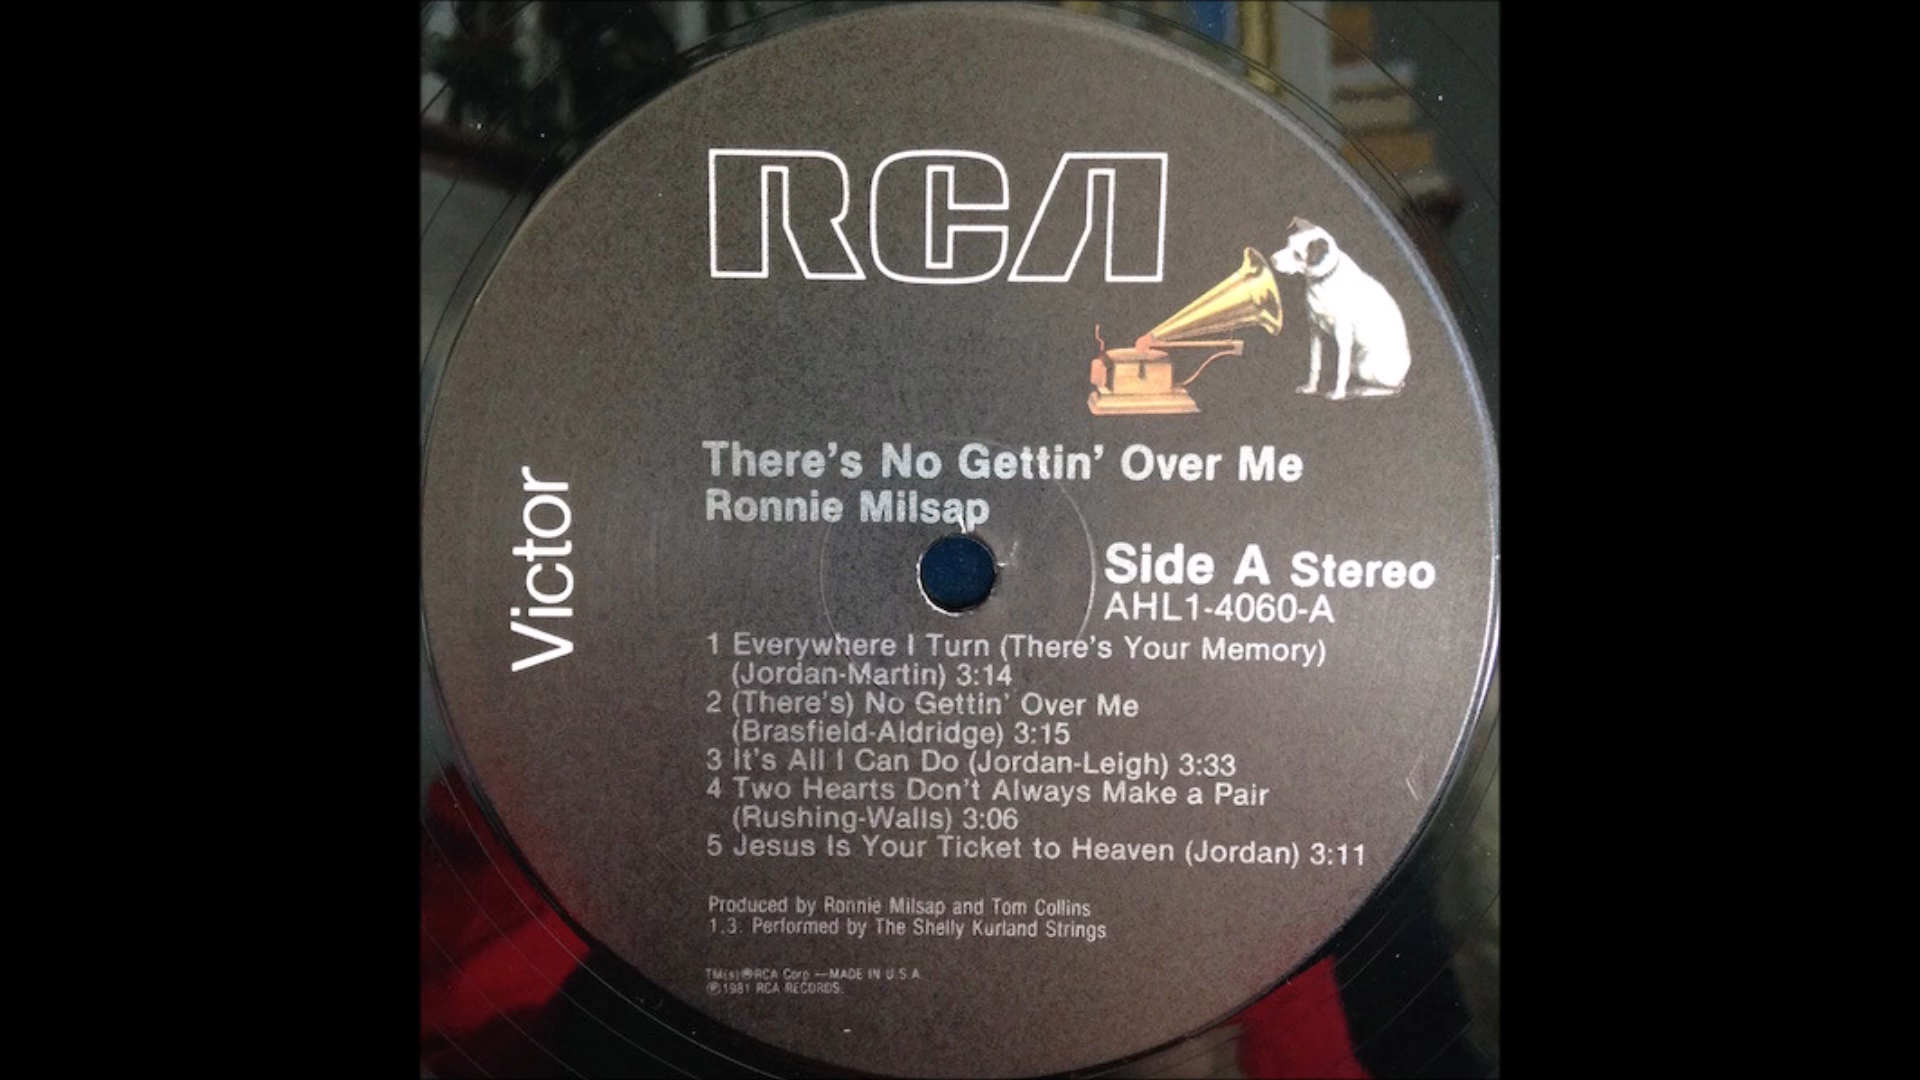 RCA
Victor
There's No Gettin' Over Me
Ronnie Milsap
Side A Stereo
AHL1-4060-A
1 Everywhere I Turn (There's Your Memory)
(Jordan-Martin) 3:14
2 (There's) No Gettin' Over Me
(Brasfield-Aldridge) 3:15
3 It's All I Can Do (Jordan-Leigh) 3:33
4 Two Hearts Don't Always Make a Pair
(Rushing-Walls) 3:06
5 Jesus Is Your Ticket to Heaven (Jordan) 3:11
Produced by Ronnie Milsap and Tom Collins
1.3. Performed by The Shelly Kurland Strings
TM(s)®RCA Corp —MADE IN U.S.A.
℗1981 RCA RECORDS.